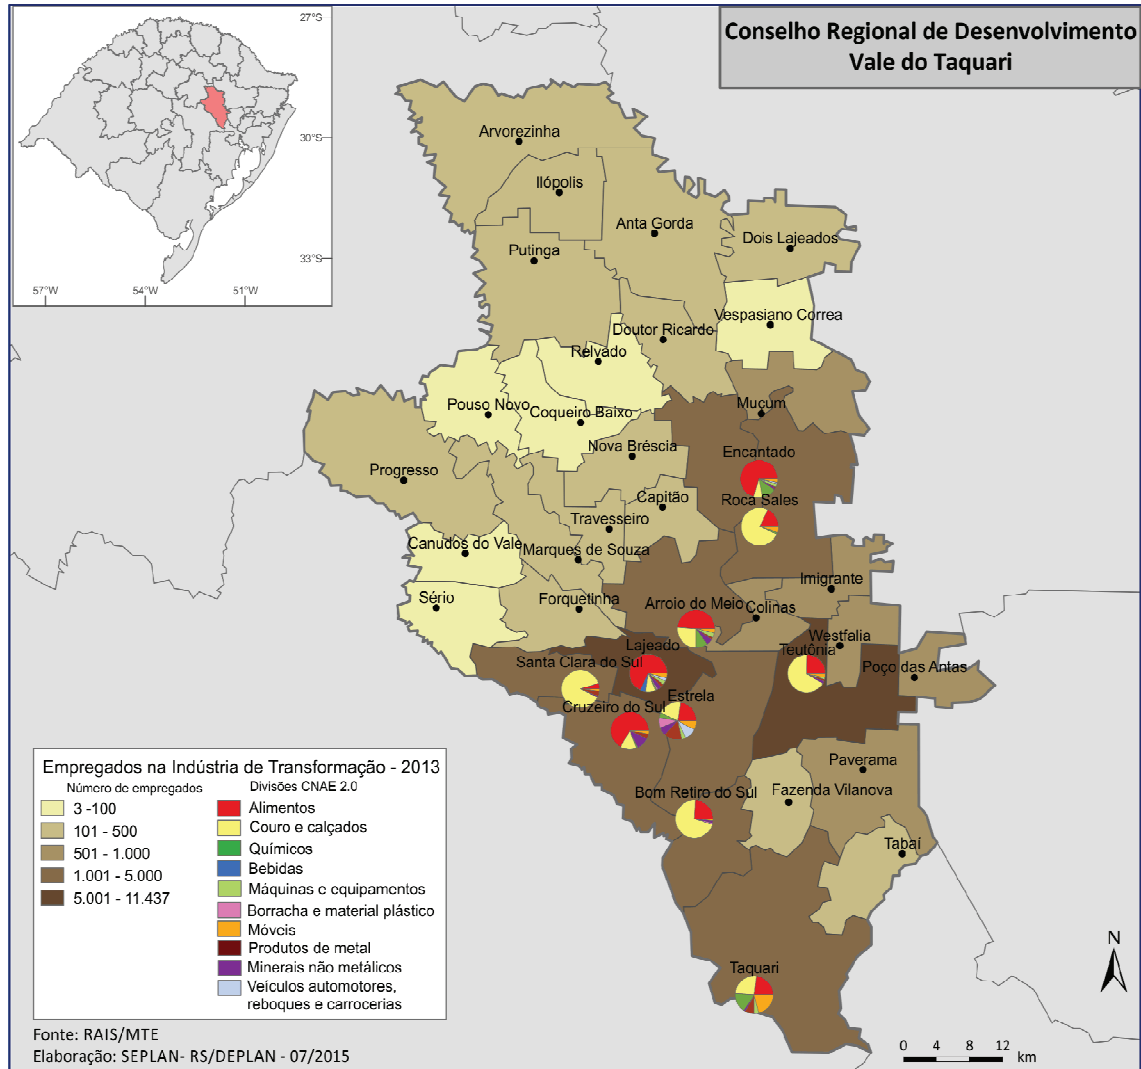 Conselho Regional de Desenvolvimento
Vale do Taquari
27°S
30°S
33°S
57°W
54°W
51°W
Arvorezinha
Ilópolis
Anta Gorda
Dois Lajeados
Putinga
Vespasiano Correa
Doutor Ricardo
Relvado
Pouso Novo
Coqueiro Baixo
Muçum
Nova Bréscia
Encantado
Progresso
Capitão
Roca Sales
Travesseiro
Canudos do Vale
Marques de Souza
Imigrante
Sério
Forquetinha
Arroio do Meio
Colinas
Westfalia
Lajeado
Teutônia
Santa Clara do Sul
Poço das Antas
Estrela
Cruzeiro do Sul
Paverama
Bom Retiro do Sul
Fazenda Vilanova
Tabaí
Taquari
Empregados na Indústria de Transformação - 2013
Número de empregados
3 -100
101 - 500
501 - 1.000
1.001 - 5.000
5.001 - 11.437
Divisões CNAE 2.0
Alimentos
Couro e calçados
Químicos
Bebidas
Máquinas e equipamentos
Borracha e material plástico
Móveis
Produtos de metal
Minerais não metálicos
Veículos automotores,
reboques e carrocerias
N
0 4 8 12
km
Fonte: RAIS/MTE
Elaboração: SEPLAN- RS/DEPLAN - 07/2015